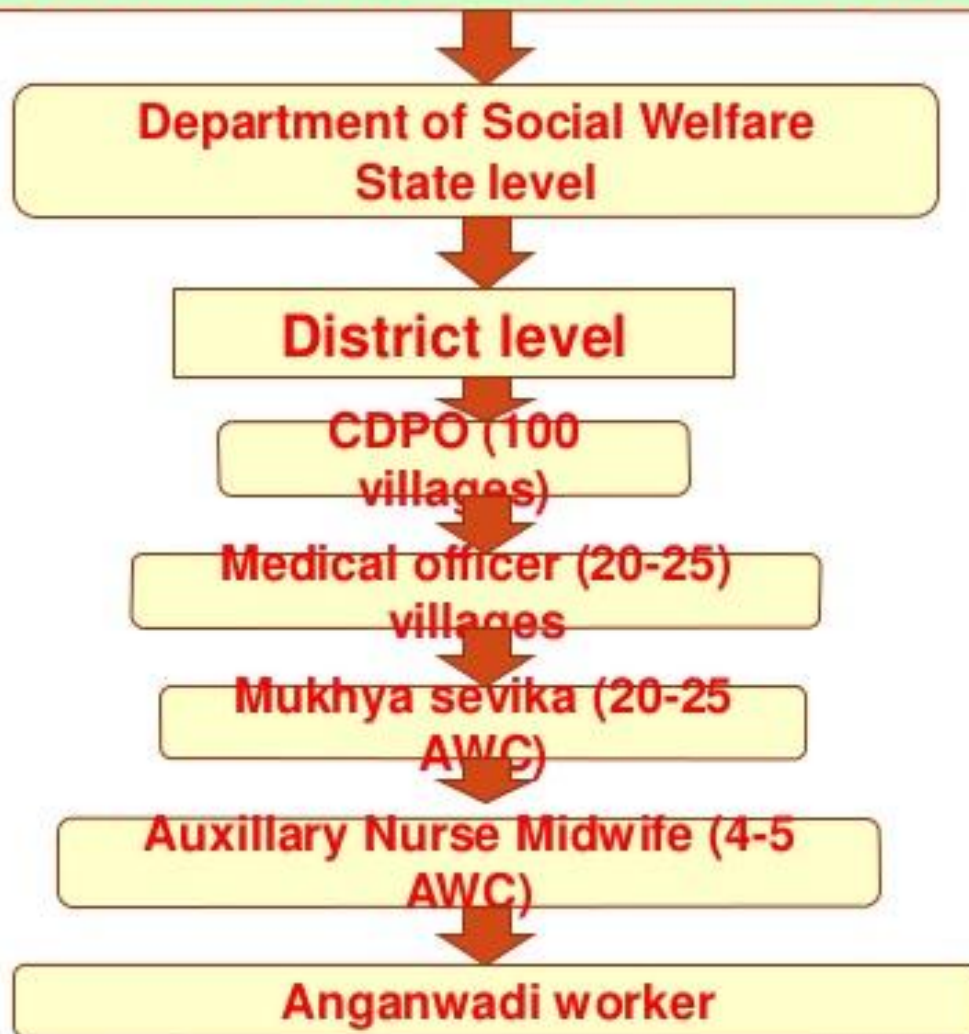 Department of Social Welfare
State level
District level
CDPO (100
villages)
Medical officer (20-25)
villages
Mukhya sevika (20-25
AWC)
Auxillary Nurse Midwife (4-5
AWC)
Anganwadi worker